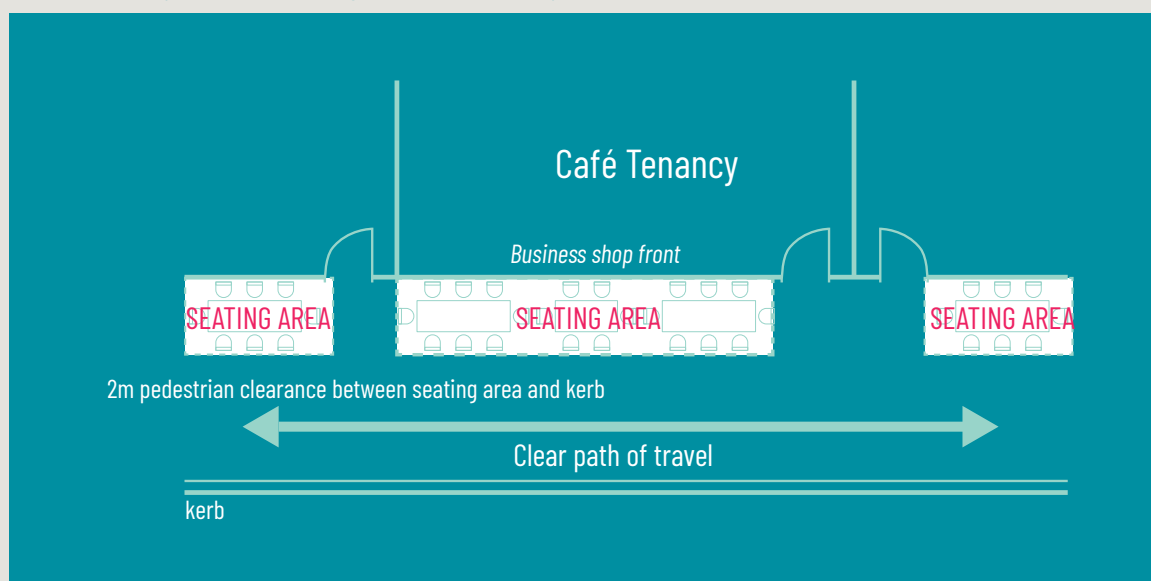 Café Tenancy
Business shop front
SEATING AREA
SEATING AREA
SEATING AREA
2m pedestrian clearance between seating area and kerb
Clear path of travel
kerb